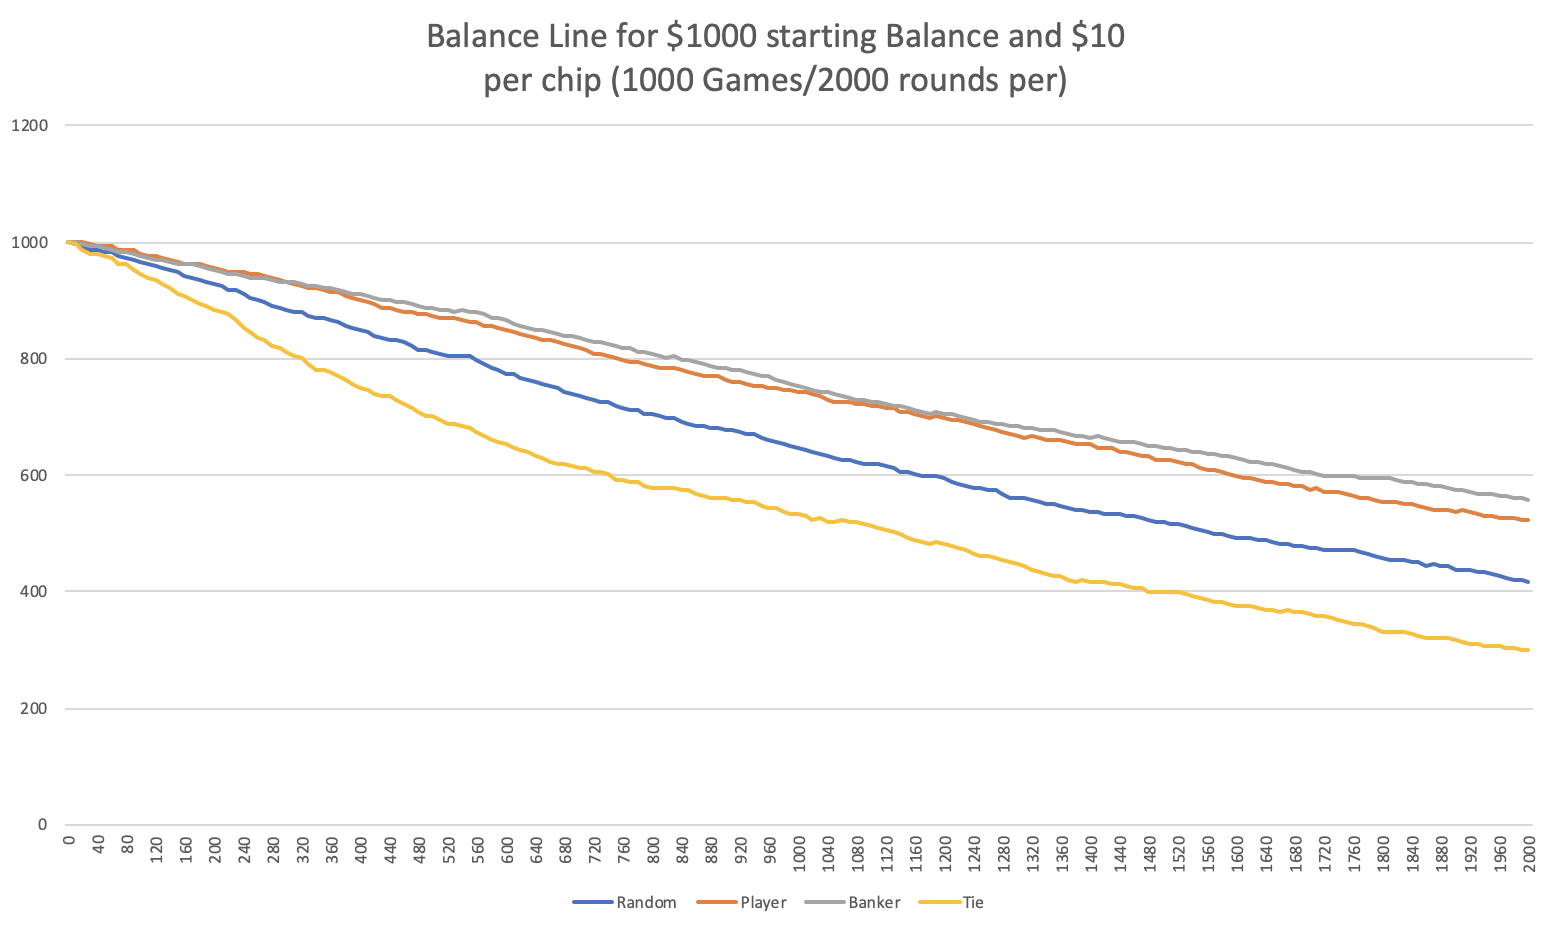 Balance Line for $1000 starting Balance and $10
per chip (1000 Games/2000 rounds per)
1200
1000
800
600
400
200
0
0 40 80 120 160 200 240 280 320 360 400 440 480 520 560 600 640 680 720 760 800 840 880 920 960 1000 1040 1080 1120 1160 1200 1240 1280 1320 1360 1400 1440 1480 1520 1560 1600 1640 1680 1720 1760 1800 1840 1880 1920 1960 2000
Random Player Banker Tie